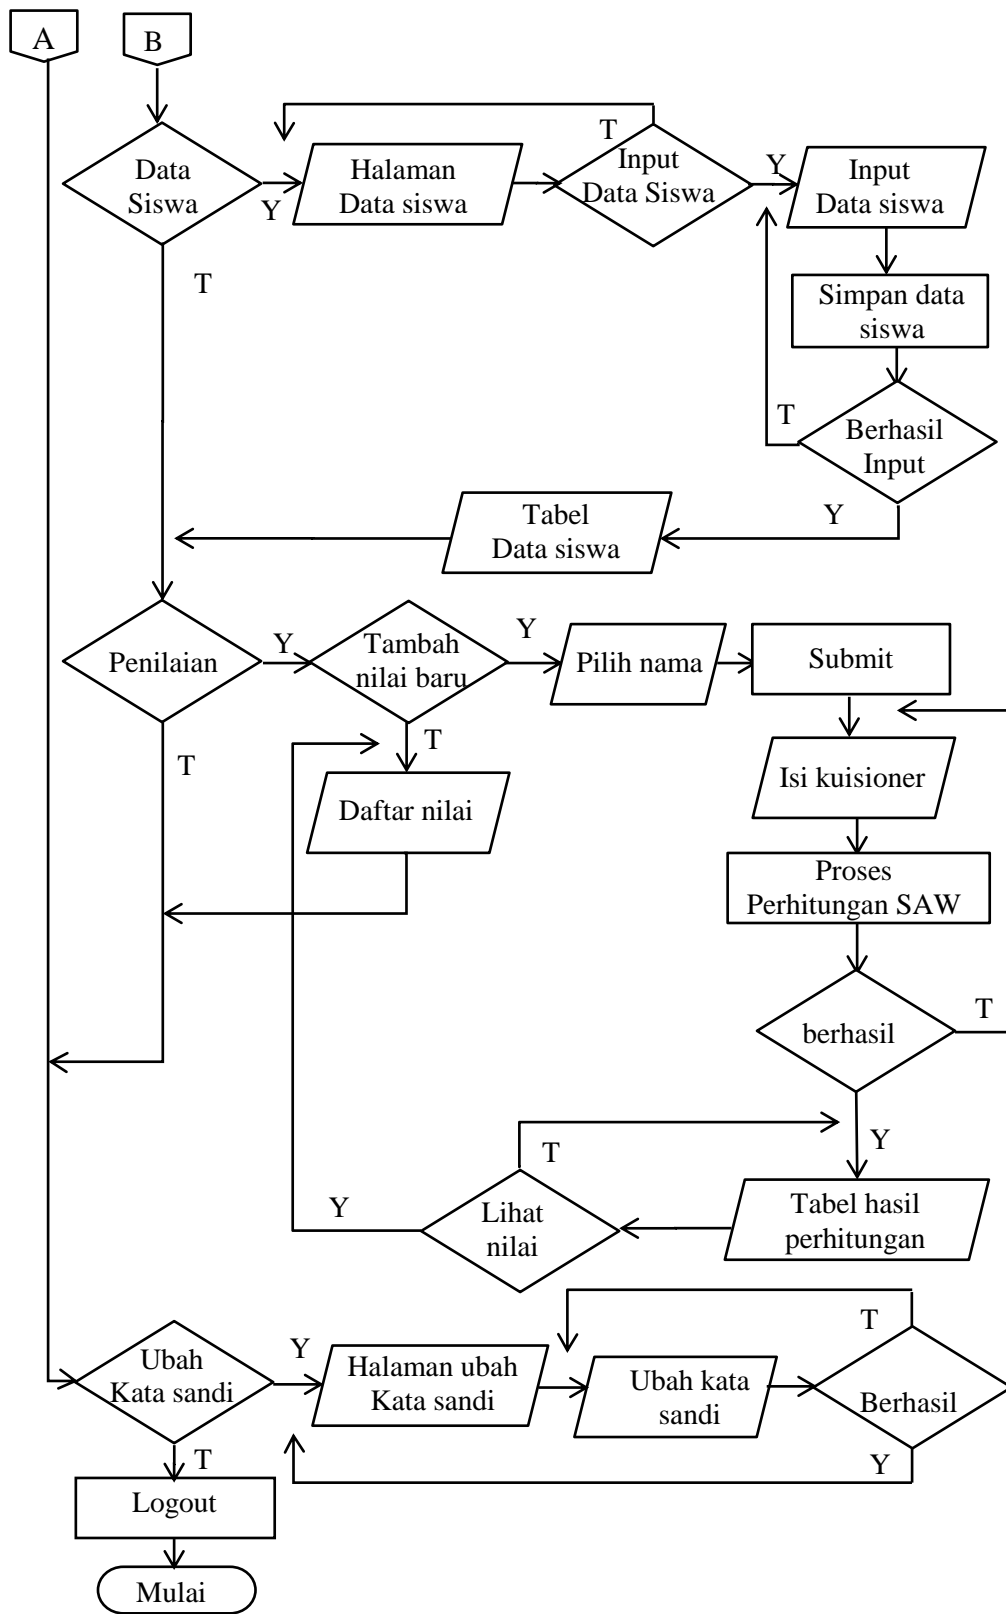 A
B
Data
Siswa
Y
T
Halaman
Data siswa
T
Input
Data Siswa
Y
Input
Data siswa
Simpan data
siswa
T
Berhasil
Input
Y
Tabel
Data siswa
Penilaian
Y
T
Tambah
nilai baru
Y
T
Pilih nama
Submit
Daftar nilai
Isi kuisioner
Proses
Perhitungan SAW
berhasil
T
Y
T
Lihat
nilai
Y
Tabel hasil
perhitungan
Ubah
Kata sandi
Y
T
Halaman ubah
Kata sandi
Ubah kata
sandi
T
Berhasil
Y
Logout
Mulai